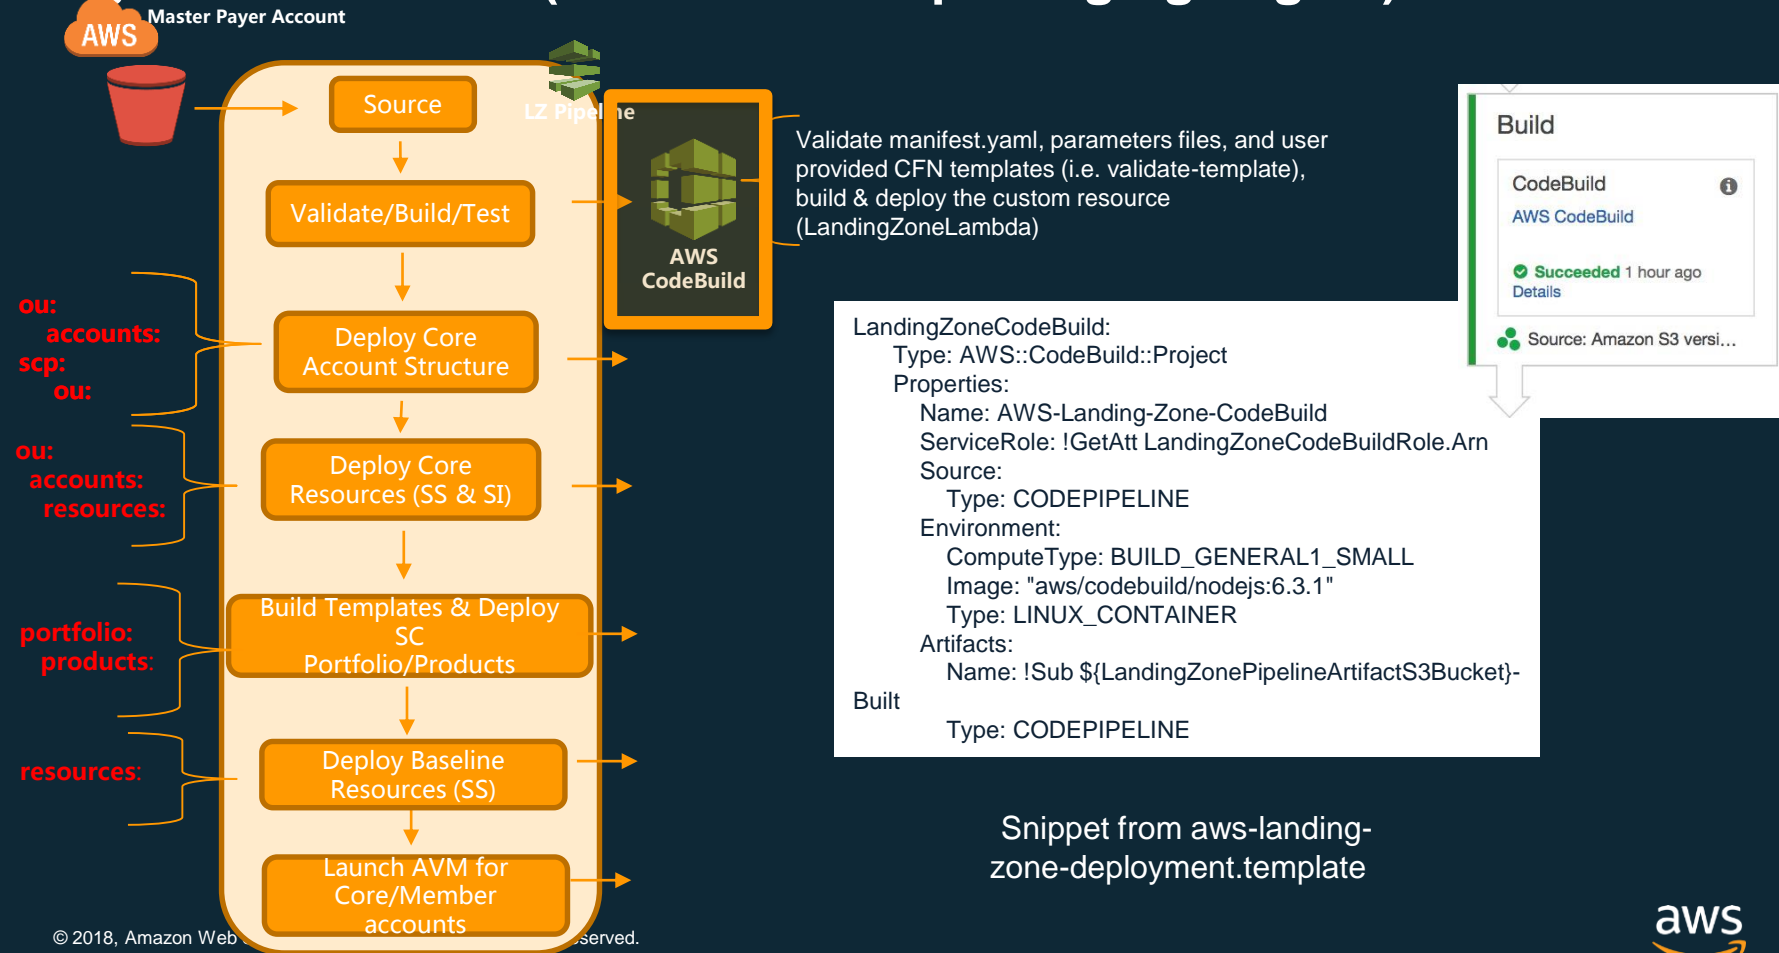 Master Payer Account
AWS
Source
LZ Pipeline
Validate/Build/Test
AWS
CodeBuild
Validate manifest.yaml, parameters files, and user
provided CFN templates (i.e. validate-template),
build & deploy the custom resource
(LandingZoneLambda)
Build
CodeBuild
AWS CodeBuild
Succeeded 1 hour ago
Details
Source: Amazon S3 versi...
ou:
accounts:
scp:
ou:
Deploy Core
Account Structure
ou:
accounts:
resources:
Deploy Core
Resources (SS & SI)
portfolio:
products:
Build Templates & Deploy
SC
Portfolio/Products
resources:
Deploy Baseline
Resources (SS)
Launch AVM for
Core/Member
accounts
LandingZoneCodeBuild:
Type: AWS::CodeBuild::Project
Properties:
Name: AWS-Landing-Zone-CodeBuild
ServiceRole: !GetAtt LandingZoneCodeBuildRole.Arn
Source:
Type: CODEPIPELINE
Environment:
ComputeType: BUILD_GENERAL1_SMALL
Image: "aws/codebuild/nodejs:6.3.1"
Type: LINUX_CONTAINER
Artifacts:
Name: !Sub ${LandingZonePipelineArtifactS3Bucket}-
Built
Type: CODEPIPELINE
Snippet from aws-landing-
zone-deployment.template
© 2018, Amazon Web
aws